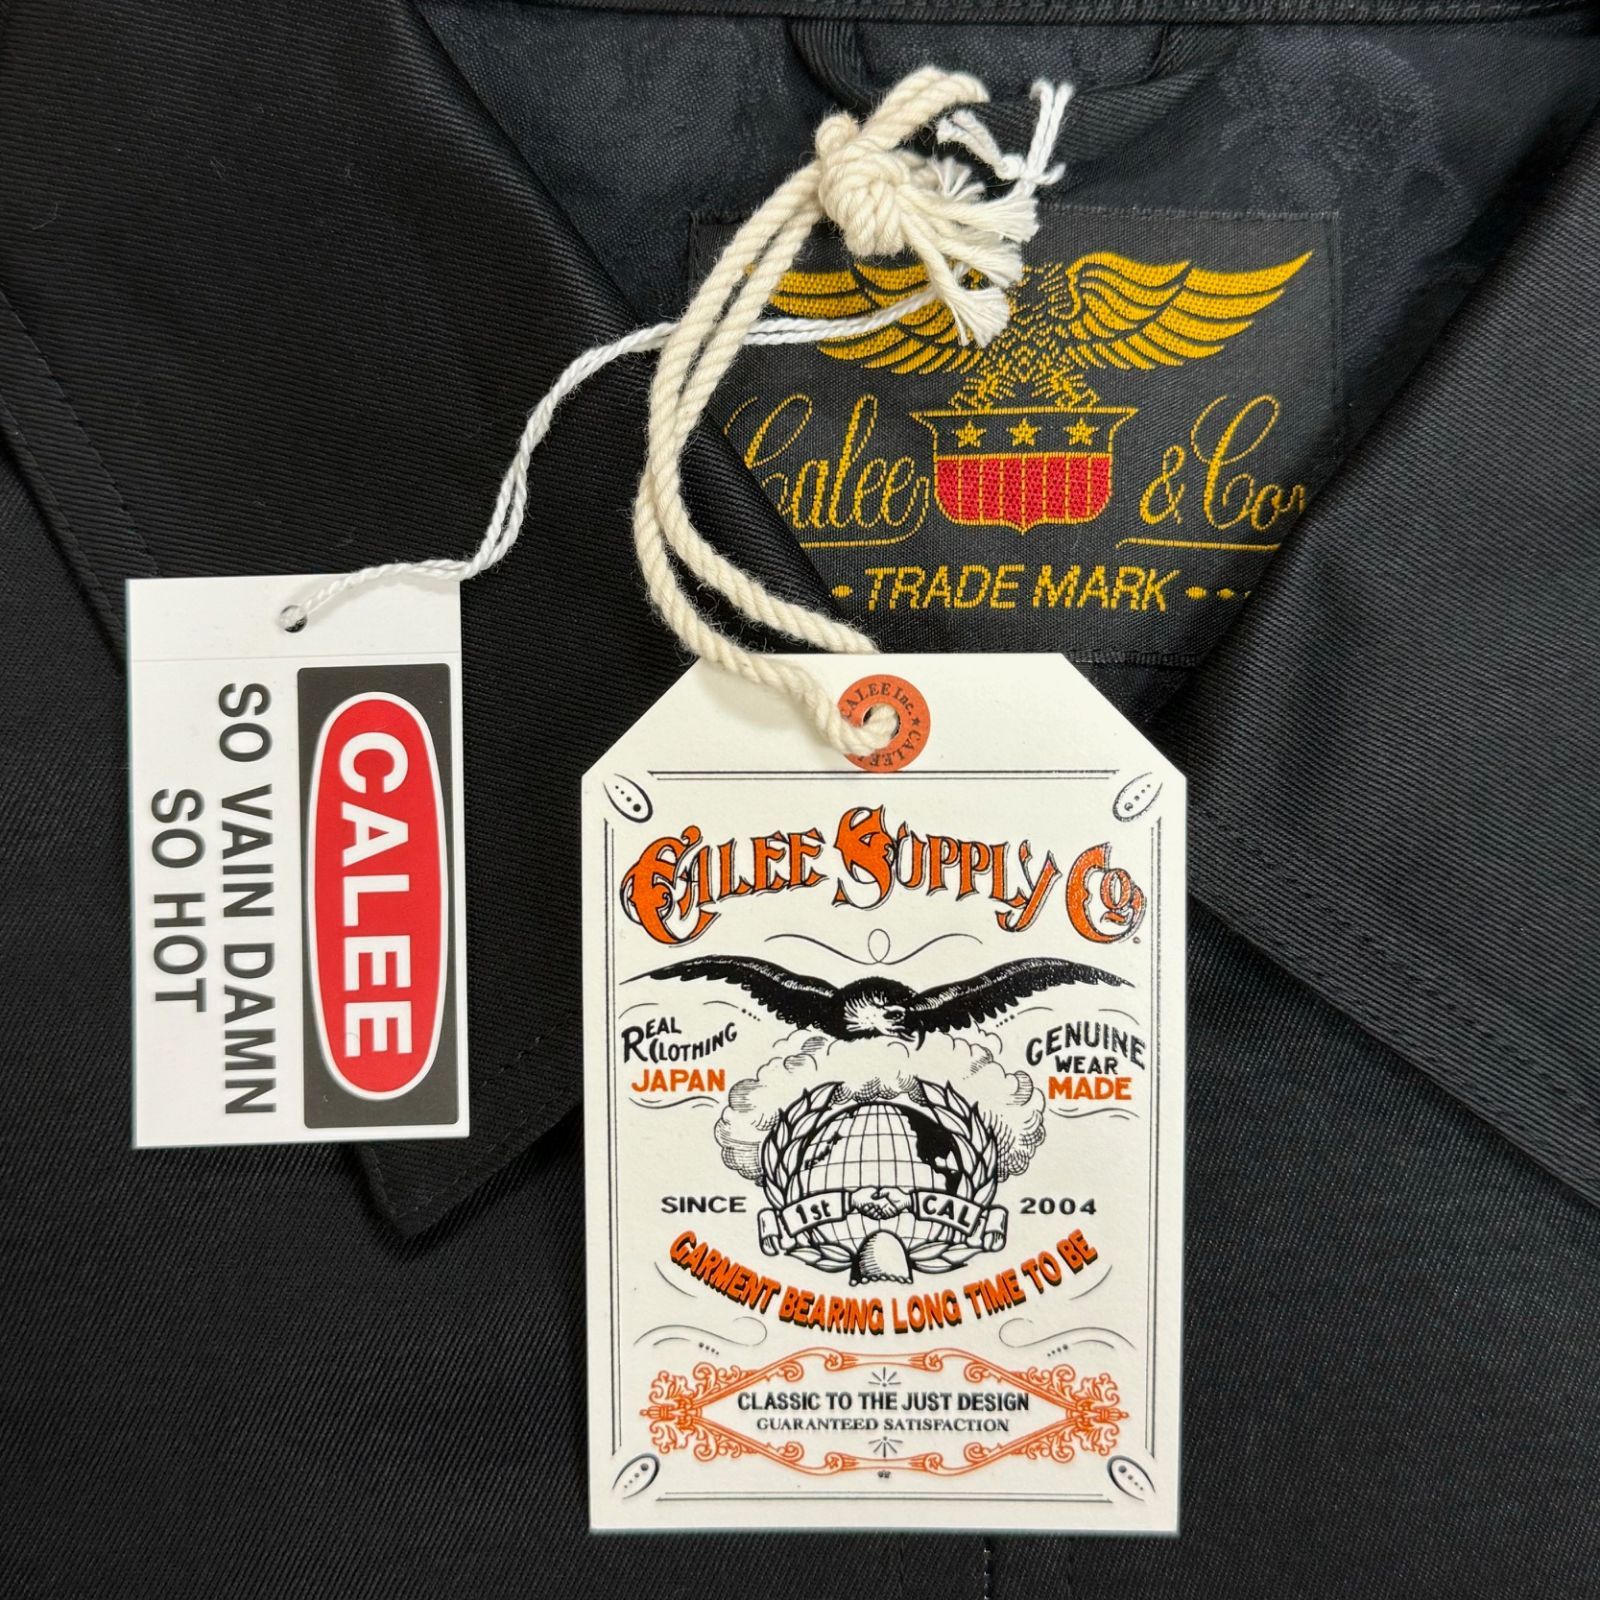 Calee & Co.
• TRADE MARK • • •
CALEE
SO VAIN DAMN
SO HOT
CALEE Inc. ★ CALEE
CALEE SUPPLY Co.
REAL CLOTHING
JAPAN
GENUINE
WEAR
MADE
1st CAL
SINCE 2004
GARMENT BEARING LONG TIME TO BE
CLASSIC TO THE JUST DESIGN
GUARANTEED SATISFACTION